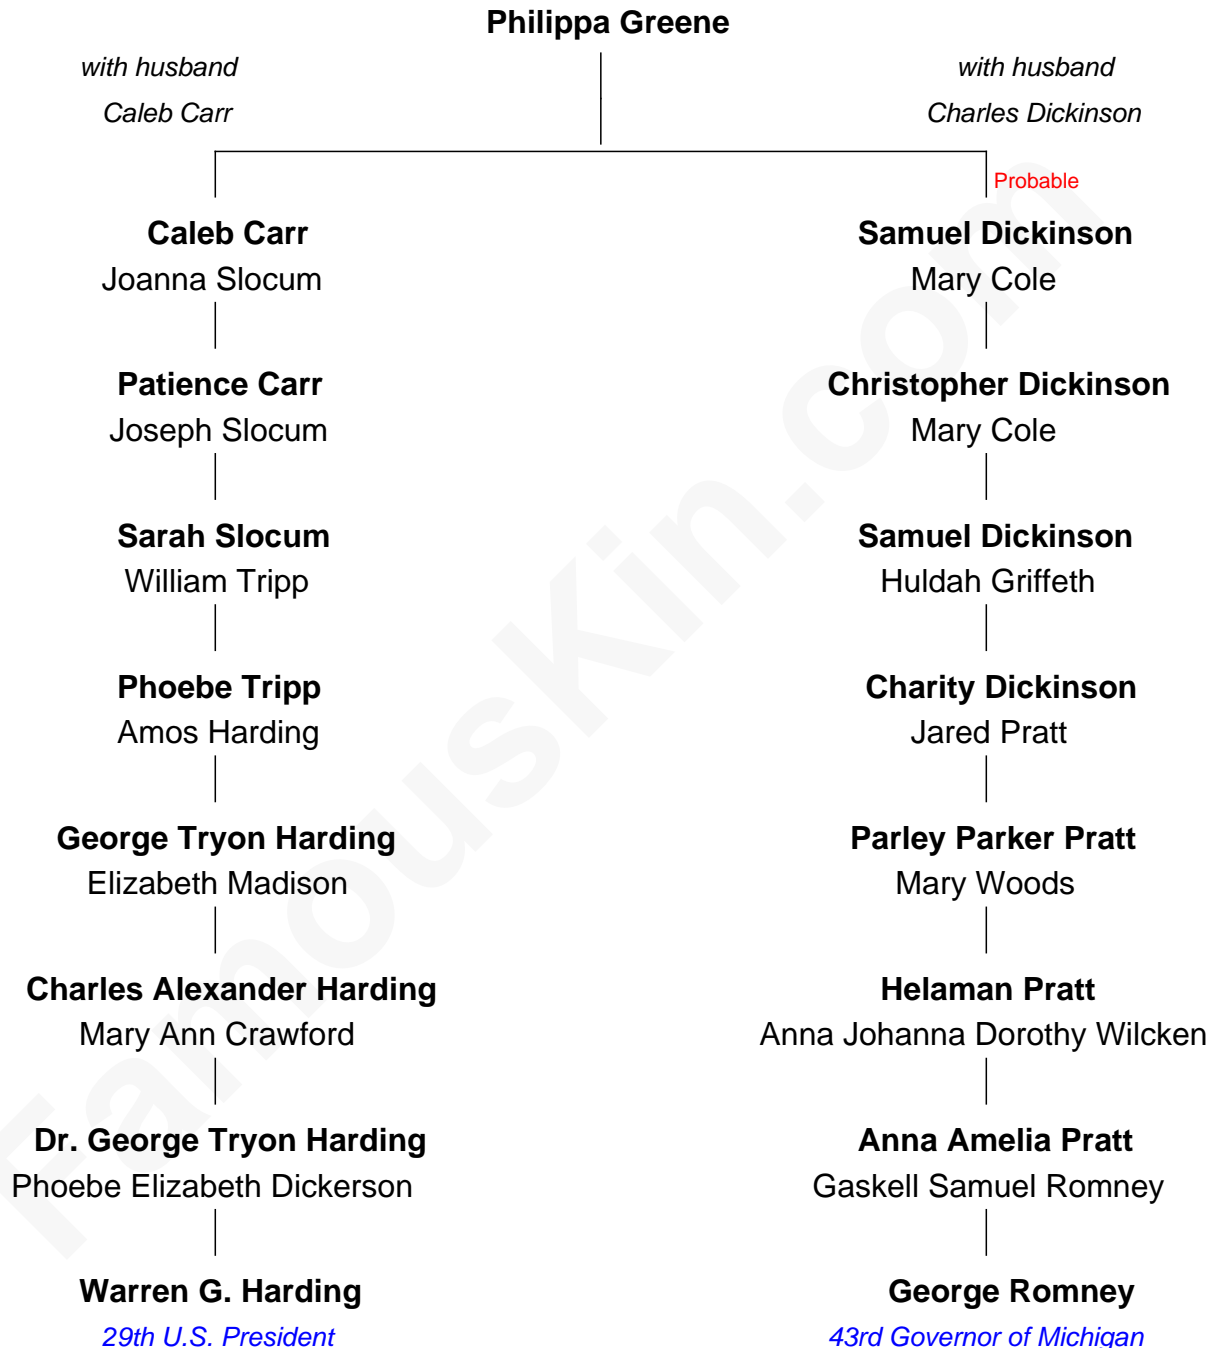 Philippa Greene
with husband with husband
Caleb Carr Charles Dickinson
Probable
Caleb Carr Samuel Dickinson
Joanna Slocum Mary Cole
Patience Carr Christopher Dickinson
Joseph Slocum Mary Cole
Sarah Slocum Samuel Dickinson
William Tripp Huldah Griffeth
Phoebe Tripp Charity Dickinson
Amos Harding Jared Pratt
George Tryon Harding Parley Parker Pratt
Elizabeth Madison Mary Woods
Charles Alexander Harding Helaman Pratt
Mary Ann Crawford Anna Johanna Dorothy Wilcken
Dr. George Tryon Harding Anna Amelia Pratt
Phoebe Elizabeth Dickerson Gaskell Samuel Romney
Warren G. Harding George Romney
29th U.S. President 43rd Governor of Michigan
FamousKin.com